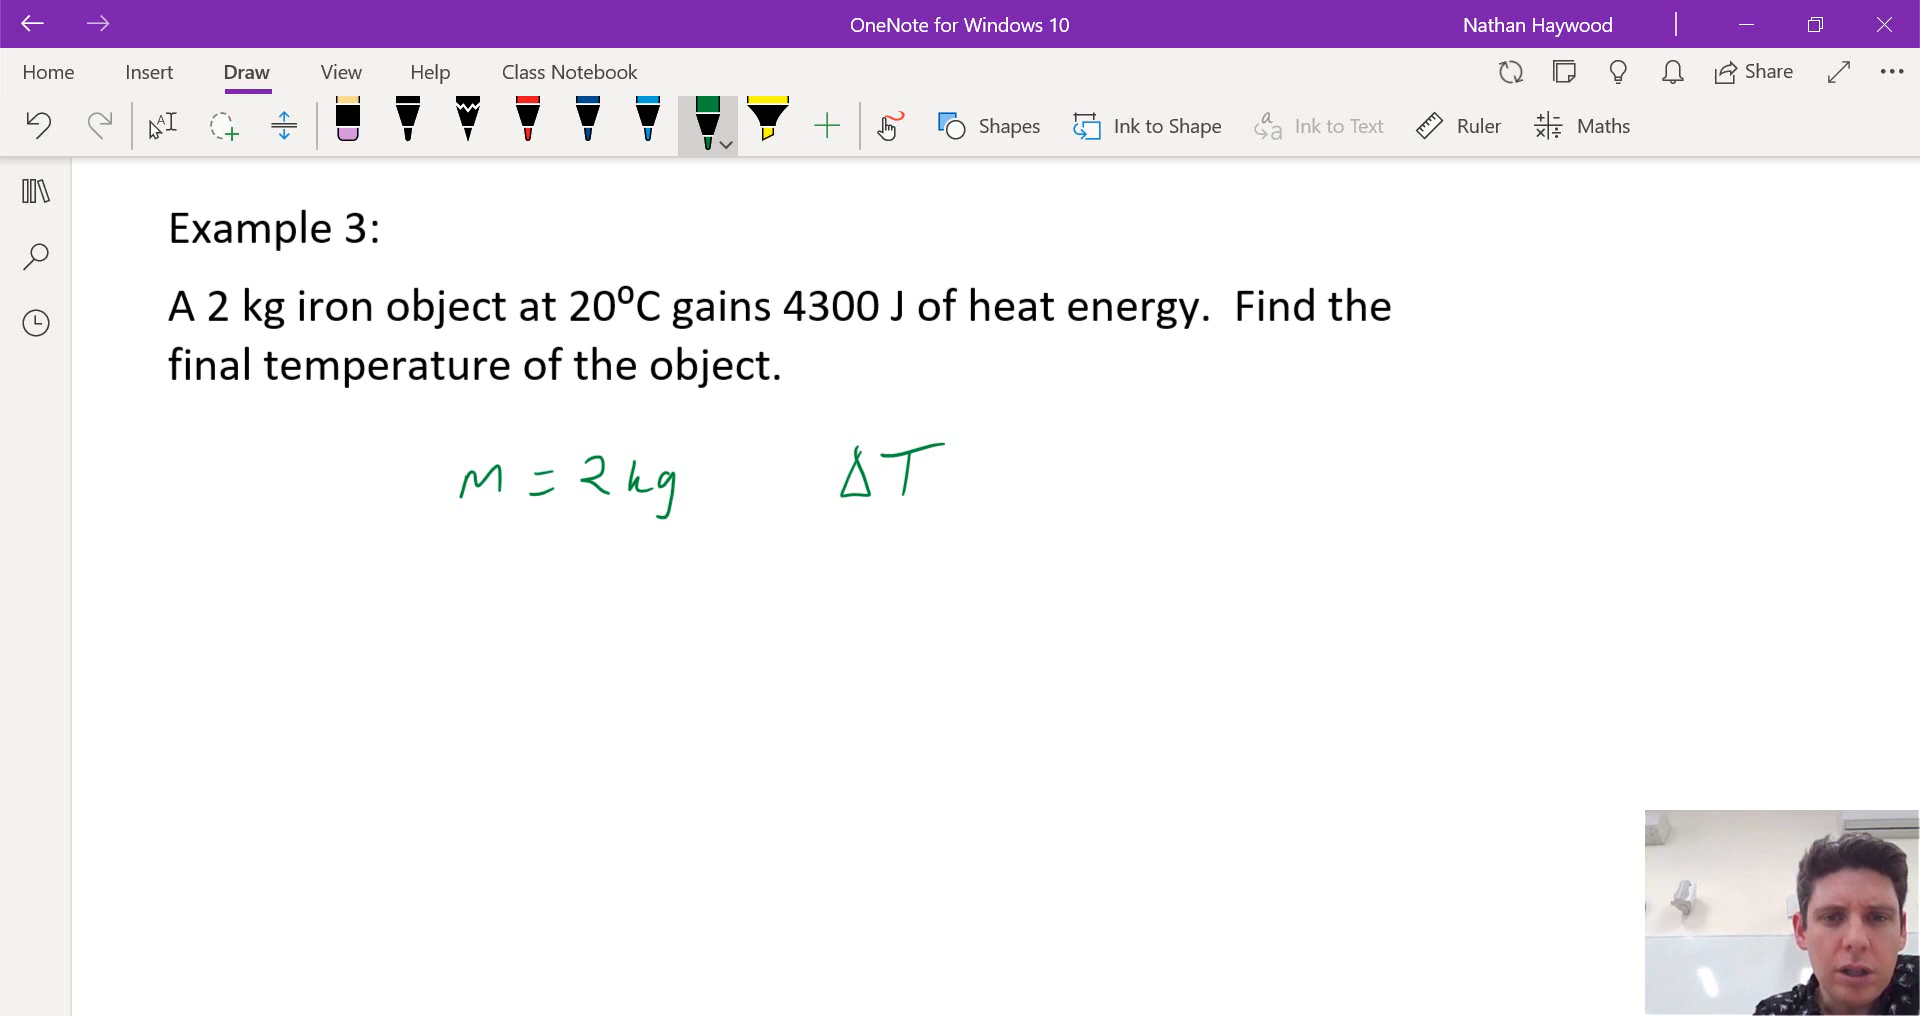 OneNote for Windows 10
Nathan Haywood
Home Insert Draw View Help Class Notebook Share
Shapes Ink to Shape Ink to Text Ruler Maths
Example 3:
A 2 kg iron object at 20⁰C gains 4300 J of heat energy.  Find the
final temperature of the object.
m = 2 kg ΔT